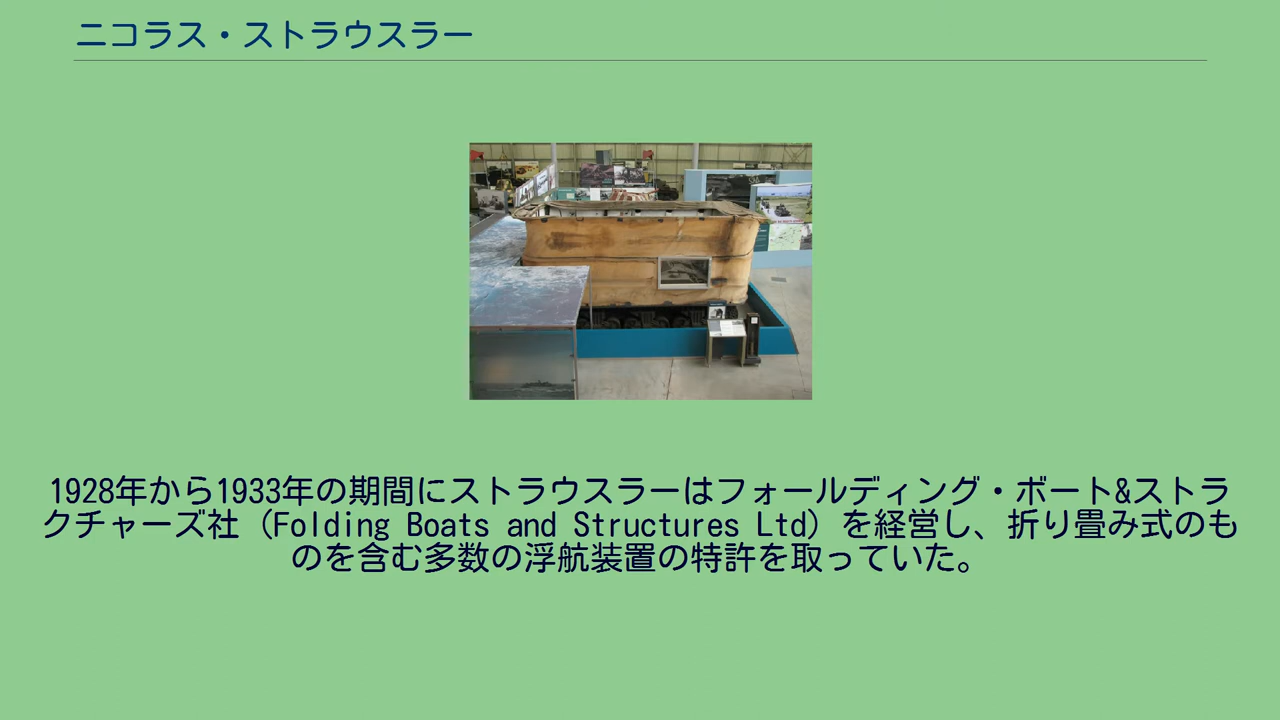 ニコラス・ストラウスラー
1928年から1933年の期間にストラウスラーはフォールディング・ボート&ストラ
クチャーズ社 (Folding Boats and Structures Ltd) を経営し、折り畳み式のも
のを含む多数の浮航装置の特許を取っていた。